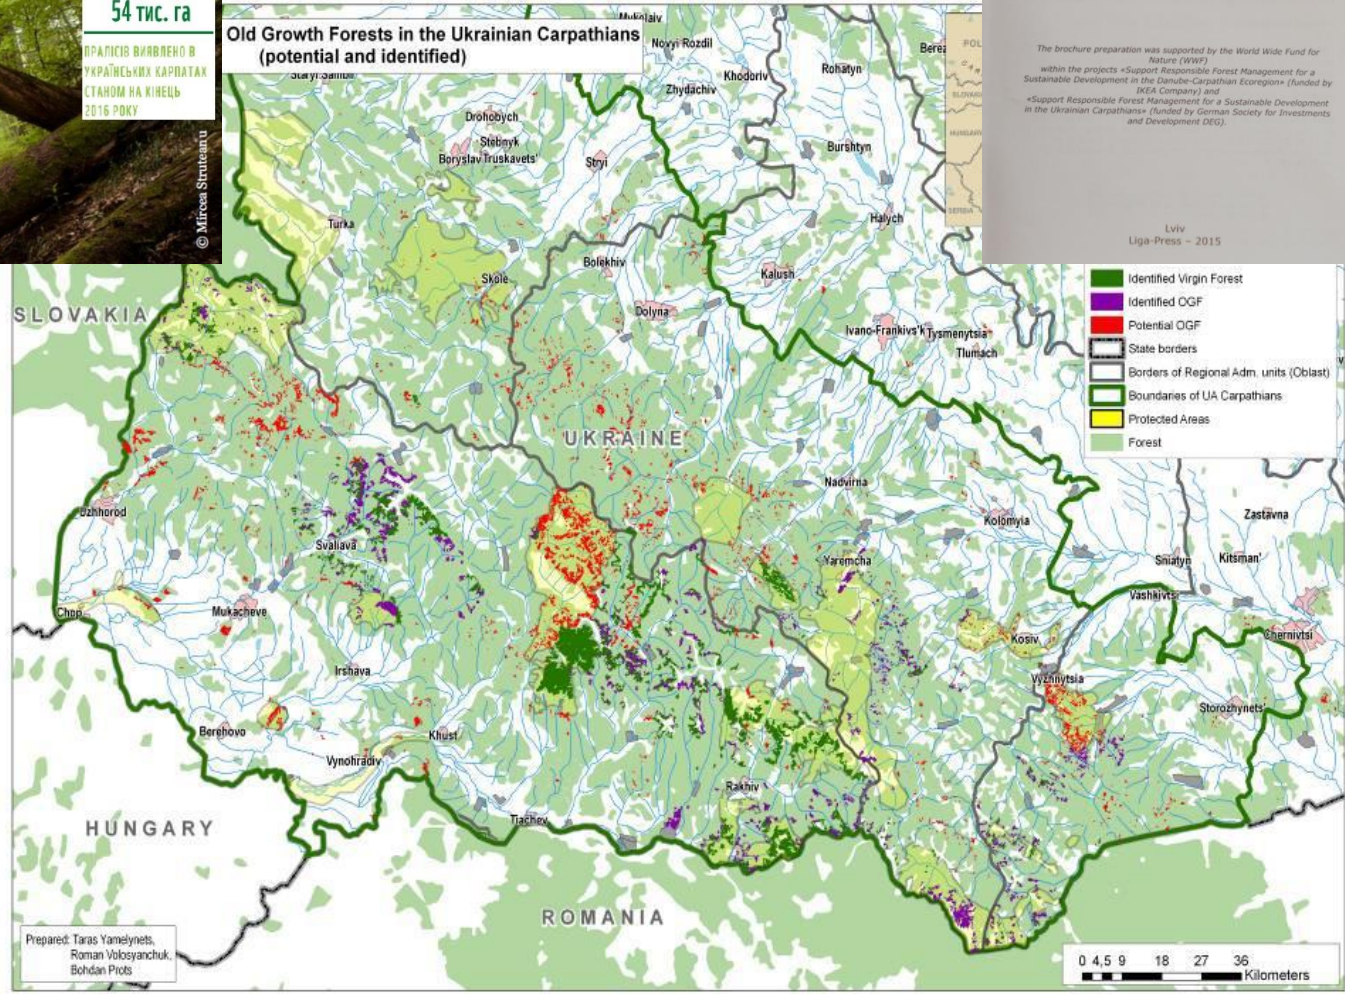 54 тис. га
ПРАЛІСІВ ВИЯВЛЕНО В
УКРАЇНСЬКИХ КАРПАТАХ
СТАНОМ НА КІНЕЦЬ
2016 РОКУ
© Mircea Struteanu
Old Growth Forests in the Ukrainian Carpathians
(potential and identified)
The brochure preparation was supported by the World Wide Fund for
Nature (WWF)
within the projects «Support Responsible Forest Management for a
Sustainable Development in the Danube-Carpathian Ecoregion» (funded by
IKEA Company) and
«Support Responsible Forest Management for a Sustainable Development
in the Ukrainian Carpathians» (funded by German Society for Investments
and Development DEG).
Lviv
Liga-Press – 2015
Identified Virgin Forest
Identified OGF
Potential OGF
State borders
Borders of Regional Adm. units (Oblast)
Boundaries of UA Carpathians
Protected Areas
Forest
Mykolaiv
Novyi Rozdil
Khodoriv
Rohatyn
Zhydachiv
Staryi Sambir
Drohobych
Stebnyk
Boryslav
Truskavets'
Stryi
Burshtyn
Turka
Halych
Skole
Bolekhiv
Kalush
Dolyna
SLOVAKIA
Ivano-Frankivs'k
Tysmenytsia
Tlumach
UKRAINE
Nadvirna
Uzhhorod
Kolomyia
Zastavna
Svaliava
Yaremcha
Sniatyn
Kitsman'
Chop
Mukacheve
Vashkivtsi
Kosiv
Chernivtsi
Irshava
Vyzhnytsia
Storozhynets'
Berehovo
Khust
Vynohradiv
Rakhiv
Tiachev
HUNGARY
ROMANIA
Prepared: Taras Yamelynets,
Roman Volosyanchuk,
Bohdan Prots
0 4,5 9 18 27 36
Kilometers